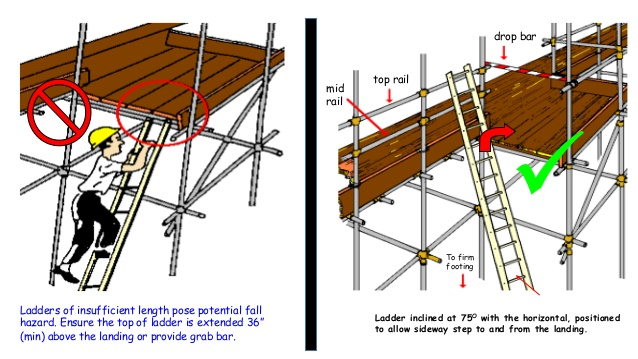 drop bar
top rail
mid
rail
To firm
footing
Ladders of insufficient length pose potential fall
hazard. Ensure the top of ladder is extended 36”
(min) above the landing or provide grab bar.
Ladder inclined at 75º with the horizontal, positioned
to allow sideway step to and from the landing.